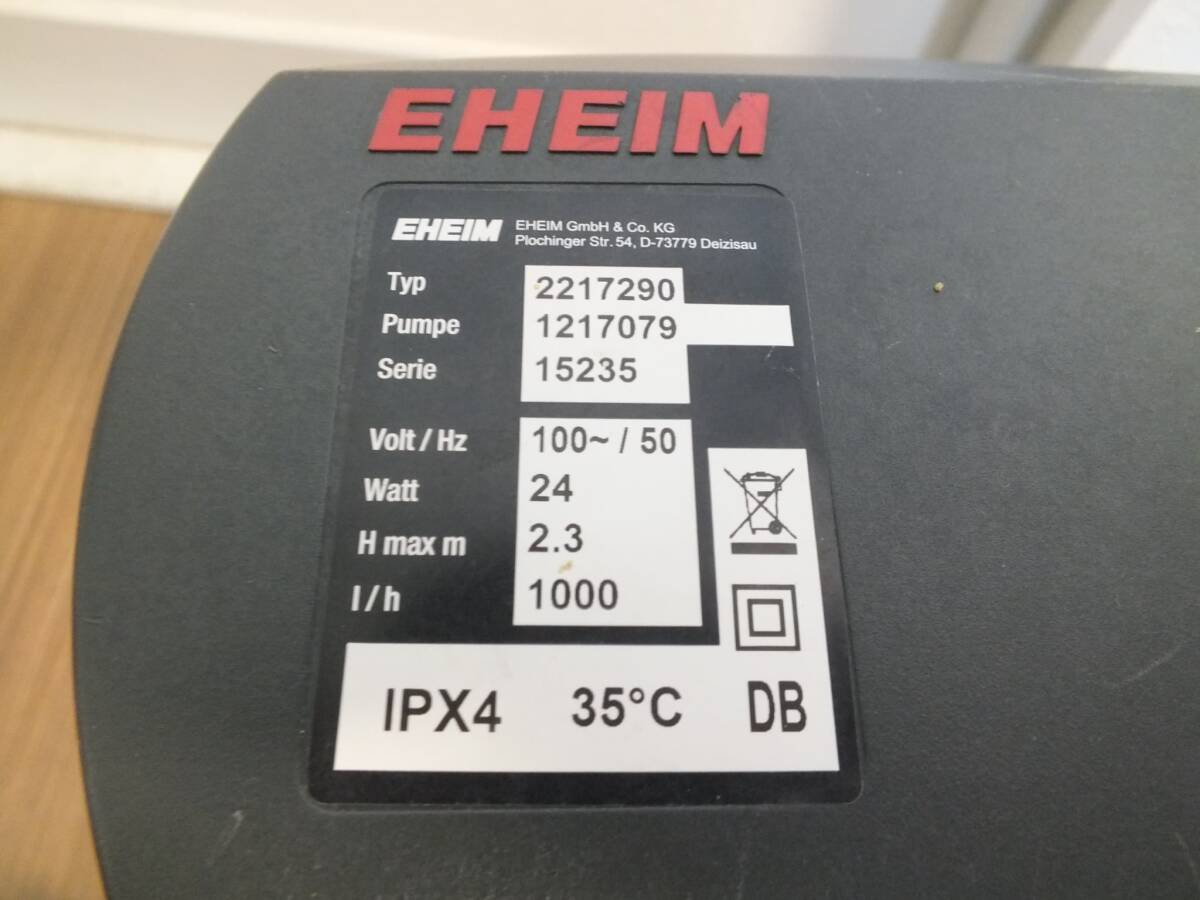 EHEIM
EHEIM EHEIM GmbH & Co. KG
Plochinger Str. 54, D-73779 Deizisau
Typ 2217290
Pumpe 1217079
Serie 15235
Volt / Hz 100~ / 50
Watt 24
H max m 2.3
l / h 1000
IPX4 35°C DB